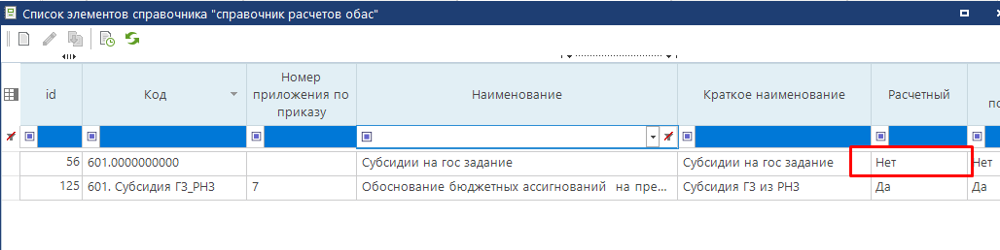 Список элементов справочника "справочник расчетов обас"
id
Код
Номер
приложения по
приказу
Наименование
Краткое наименование
Расчетный
по
56 601.0000000000 Субсидии на гос задание Субсидии на гос задание Нет Нет
125 601. Субсидия ГЗ_РНЗ 7 Обоснование бюджетных ассигнований на пре... Субсидия ГЗ из РНЗ Да Да